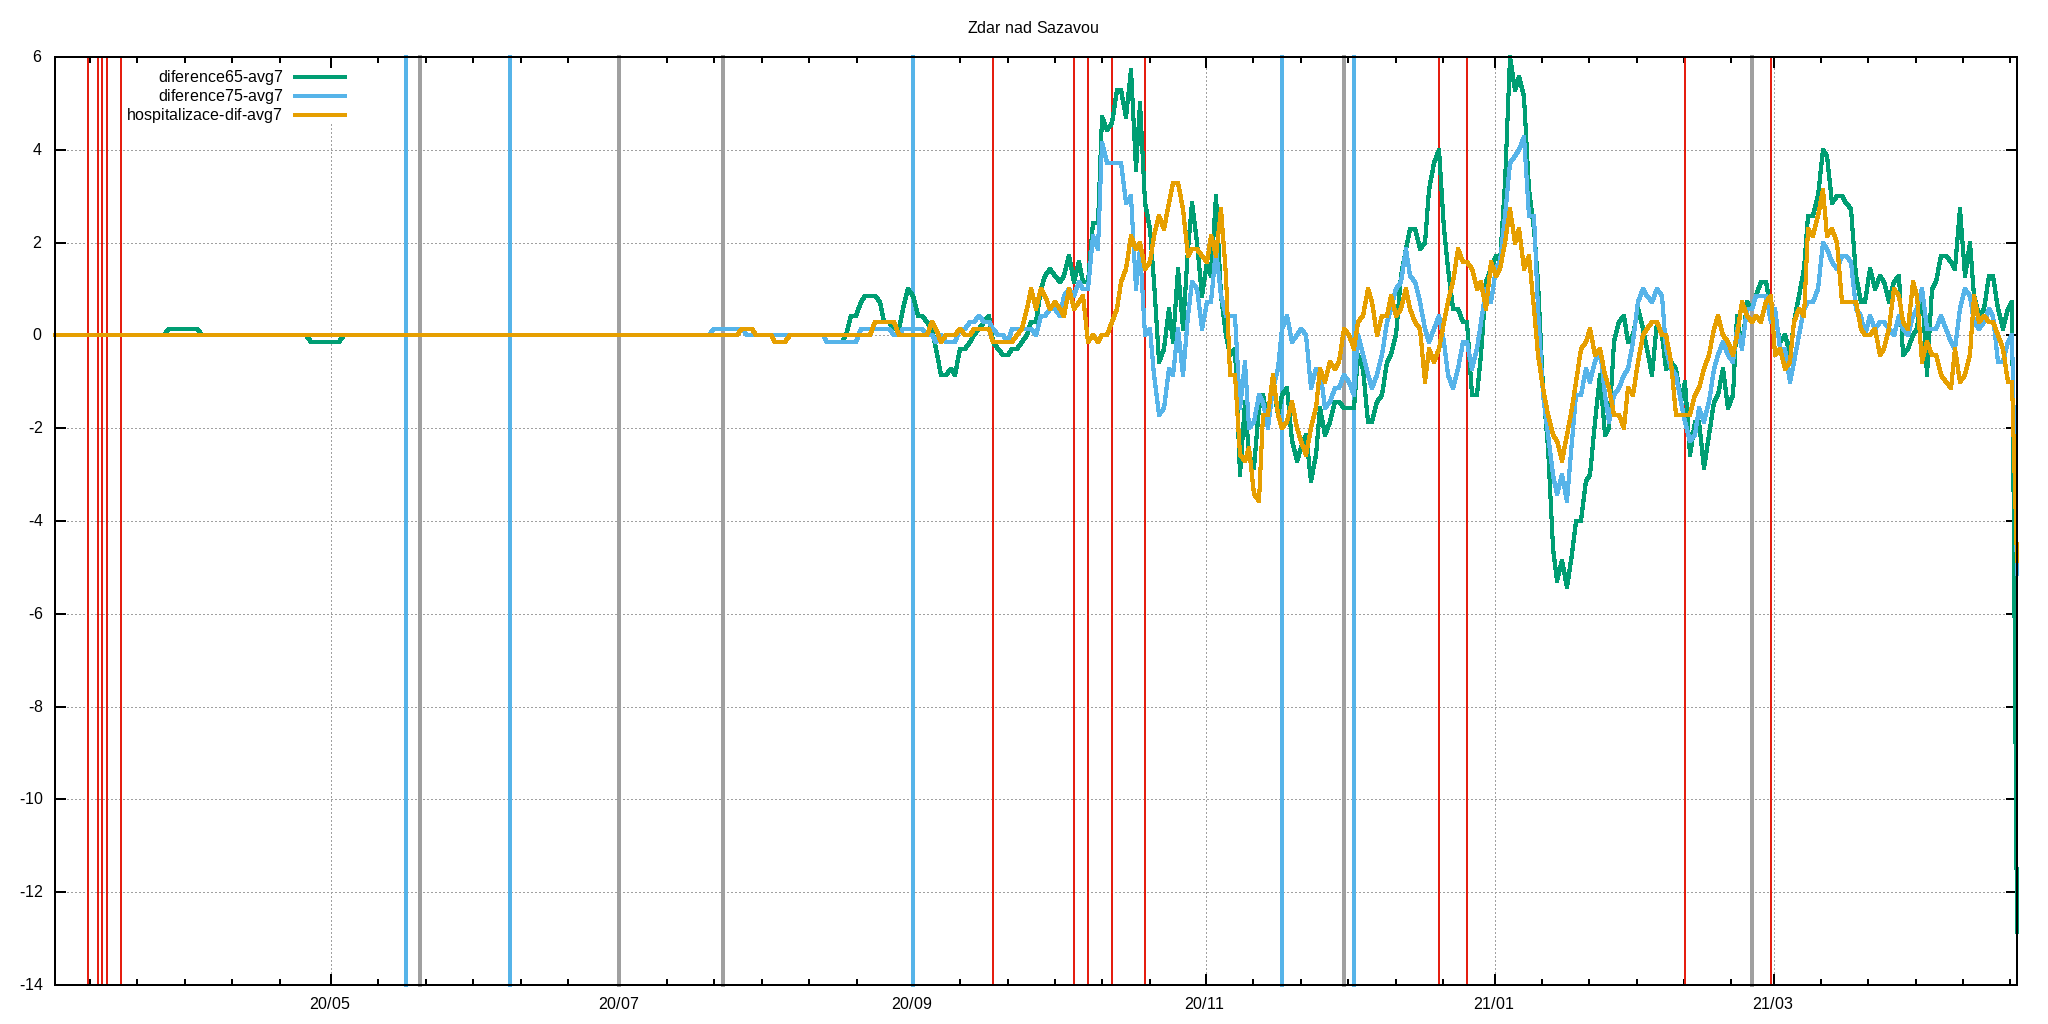 Zdar nad Sazavou
6
4
2
0
-2
-4
-6
-8
-10
-12
-14
diference65-avg7
diference75-avg7
hospitalizace-dif-avg7
20/05 20/07 20/09 20/11 21/01 21/03